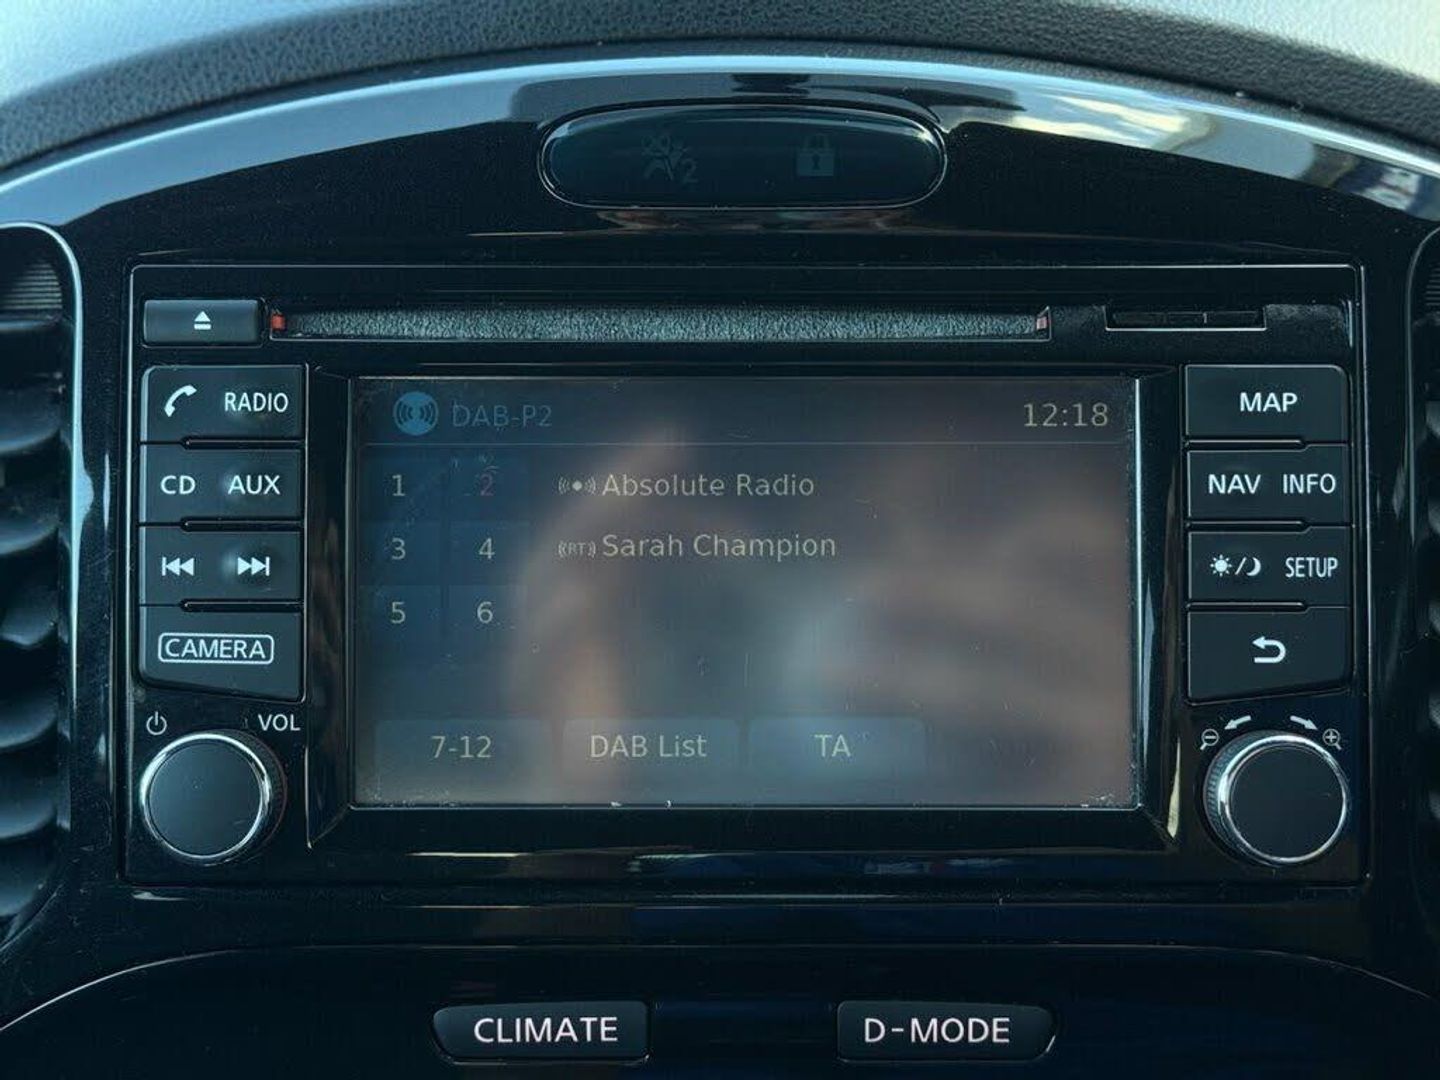 2
RADIO
CD AUX
CAMERA
VOL
DAB-P2 12:18
1 2 Absolute Radio
3 4 RT Sarah Champion
5 6
7-12 DAB List TA
MAP
NAV INFO
SETUP
CLIMATE D-MODE